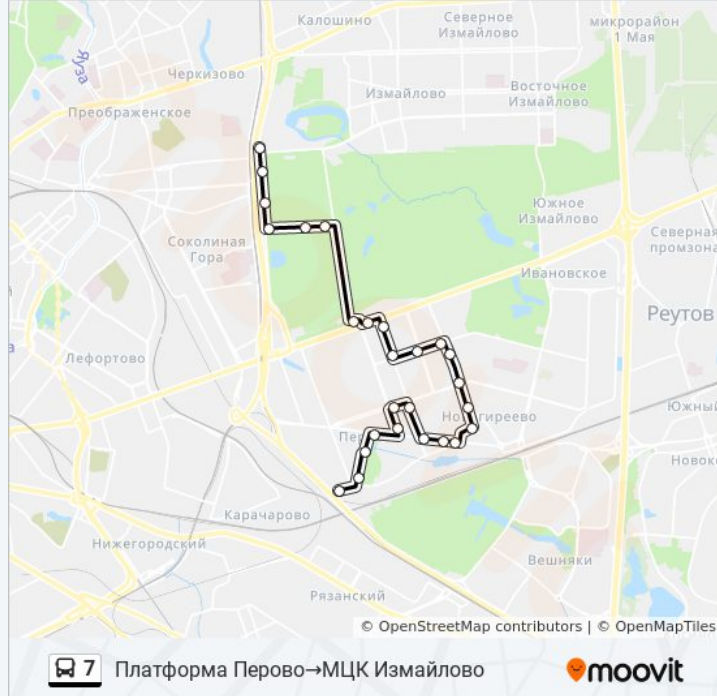 Калошино
Северное
Измайлово
микрорайон
1 Мая
Яуза
Черкизово
Преображенское
Измайлово
Восточное
Измайлово
Южное
Измайлово
Соколиная
Гора
Северная
промзона
Ивановское
Реутов
Лефортово
а
Новогиреево
Южный
Пер
Новок
Карачарово
Нижегородский
Вешняки
Рязанский
© OpenStreetMap contributors | © OpenMapTiles
7 Платформа Перово→МЦК Измайлово
moovit